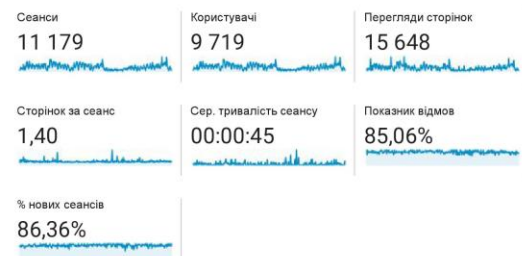 Сеанси
11 179
Користувачі
9 719
Перегляди сторінок
15 648
Сторінок за сеанс
1,40
Сер. тривалість сеансу
00:00:45
Показник відмов
85,06%
% нових сеансів
86,36%